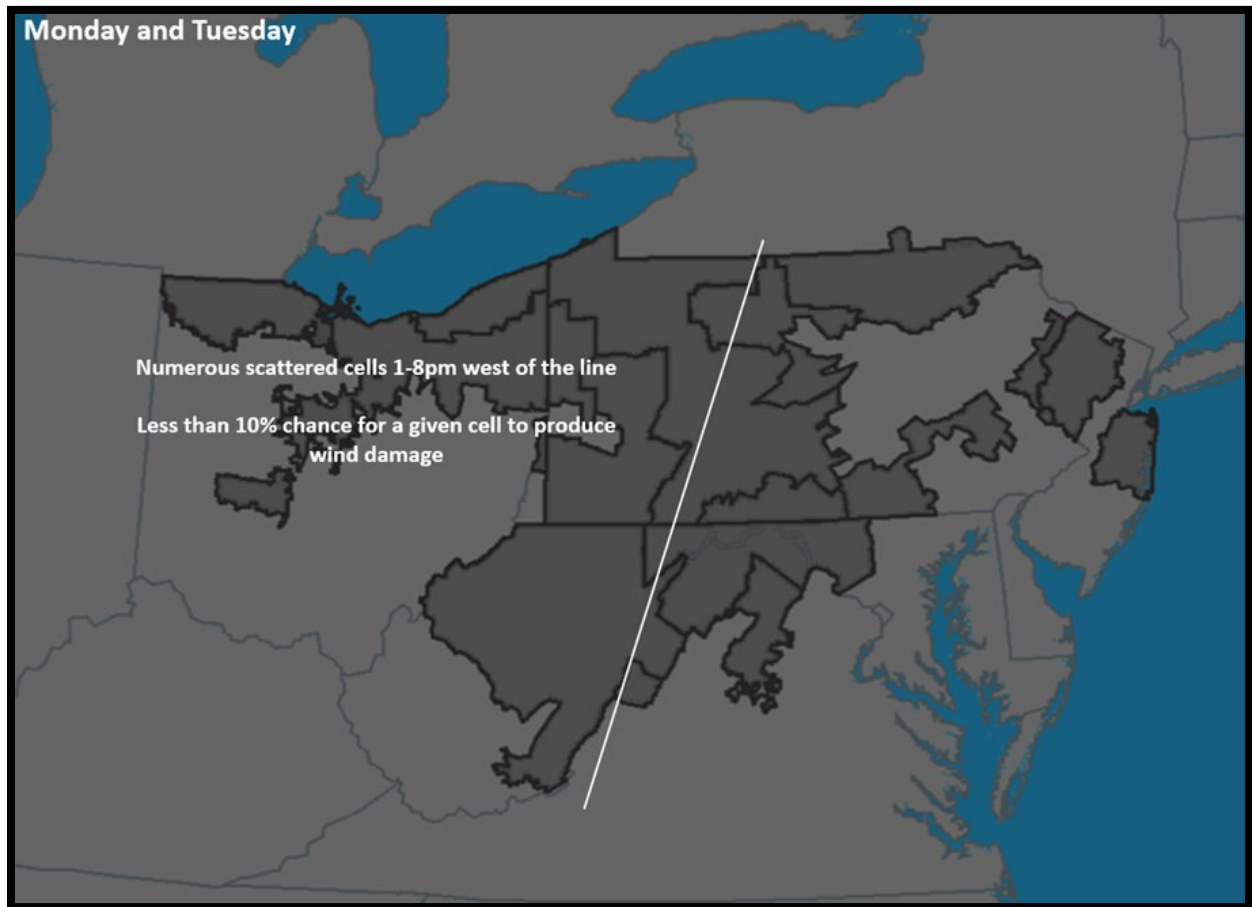 Monday and Tuesday
Numerous scattered cells 1-8pm west of the line
Less than 10% chance for a given cell to produce
wind damage